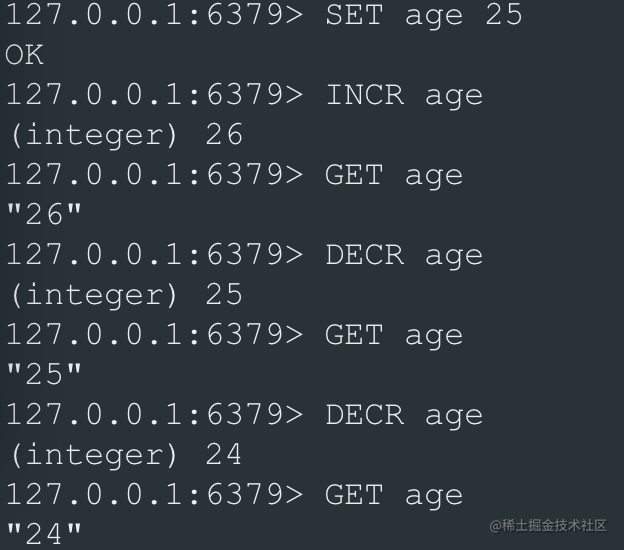 127.0.0.1:6379> SET age 25
OK
127.0.0.1:6379> INCR age
(integer) 26
127.0.0.1:6379> GET age
"26"
127.0.0.1:6379> DECR age
(integer) 25
127.0.0.1:6379> GET age
"25"
127.0.0.1:6379> DECR age
(integer) 24
127.0.0.1:6379> GET age
"24"
@稀土掘金技术社区